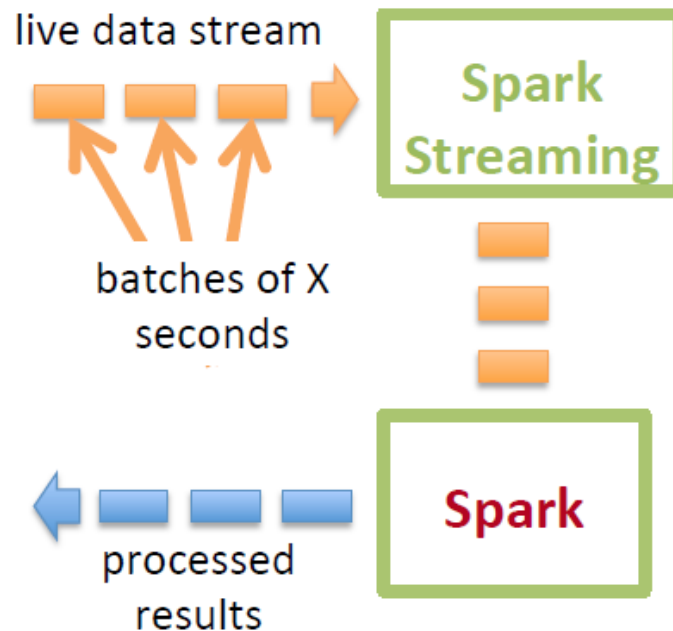 live data stream
Spark
Streaming
batches of X
seconds
Spark
processed
results